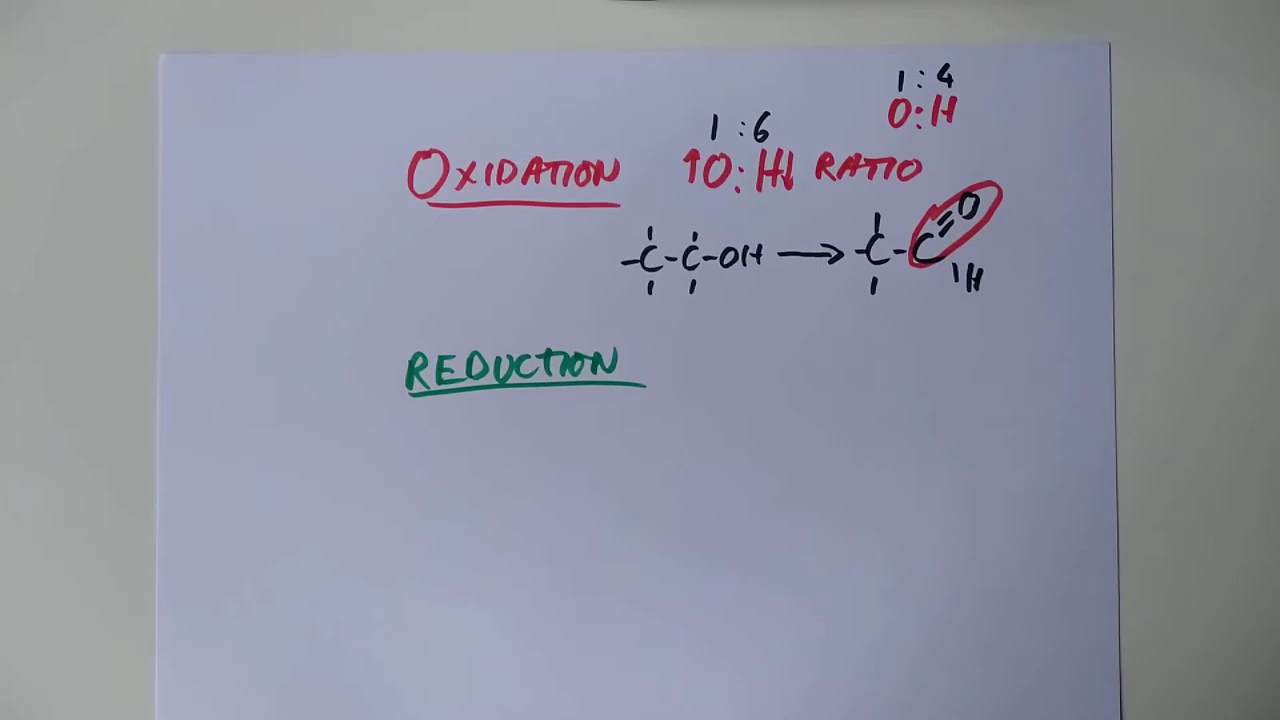 1 : 4
O:H
1 : 6
OXIDATION ↑O:H↓ RATIO
-C-C-OH → -C-C=O
H
REDUCTION